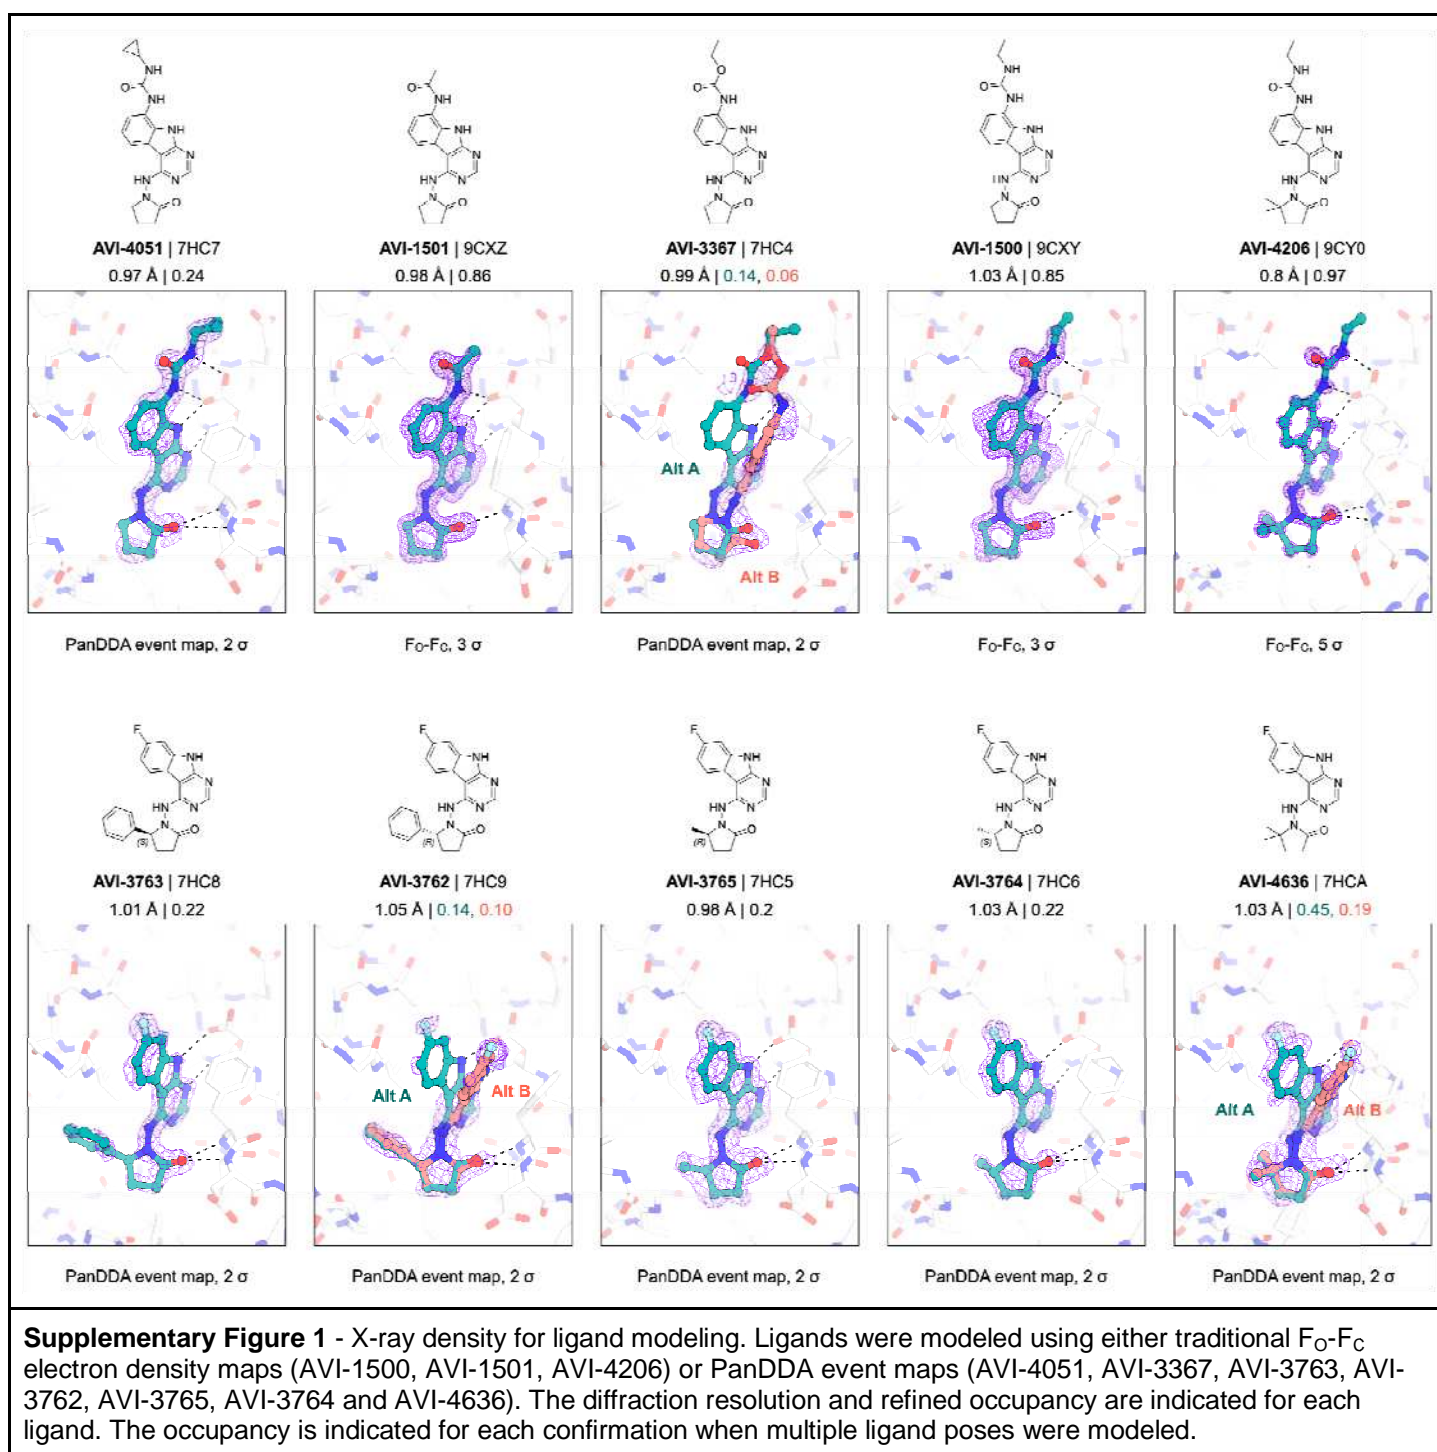 AVI-4051 | 7HC7
0.97 Å | 0.24
AVI-1501 | 9CXZ
0.98 Å | 0.86
AVI-3367 | 7HC4
0.99 Å | 0.14, 0.06
AVI-1500 | 9CXY
1.03 Å | 0.85
AVI-4206 | 9CY0
0.8 Å | 0.97
Alt A
Alt B
PanDDA event map, 2 σ
F₀-F_C, 3 σ
PanDDA event map, 2 σ
F₀-F_C, 3 σ
F₀-F_C, 5 σ
AVI-3763 | 7HC8
1.01 Å | 0.22
AVI-3762 | 7HC9
1.05 Å | 0.14, 0.10
AVI-3765 | 7HC5
0.98 Å | 0.2
AVI-3764 | 7HC6
1.03 Å | 0.22
AVI-4636 | 7HCA
1.03 Å | 0.45, 0.19
Alt A
Alt B
Alt A
Alt B
PanDDA event map, 2 σ
PanDDA event map, 2 σ
PanDDA event map, 2 σ
PanDDA event map, 2 σ
PanDDA event map, 2 σ
Supplementary Figure 1 - X-ray density for ligand modeling. Ligands were modeled using either traditional F_O-F_C
electron density maps (AVI-1500, AVI-1501, AVI-4206) or PanDDA event maps (AVI-4051, AVI-3367, AVI-3763, AVI-
3762, AVI-3765, AVI-3764 and AVI-4636). The diffraction resolution and refined occupancy are indicated for each
ligand. The occupancy is indicated for each confirmation when multiple ligand poses were modeled.